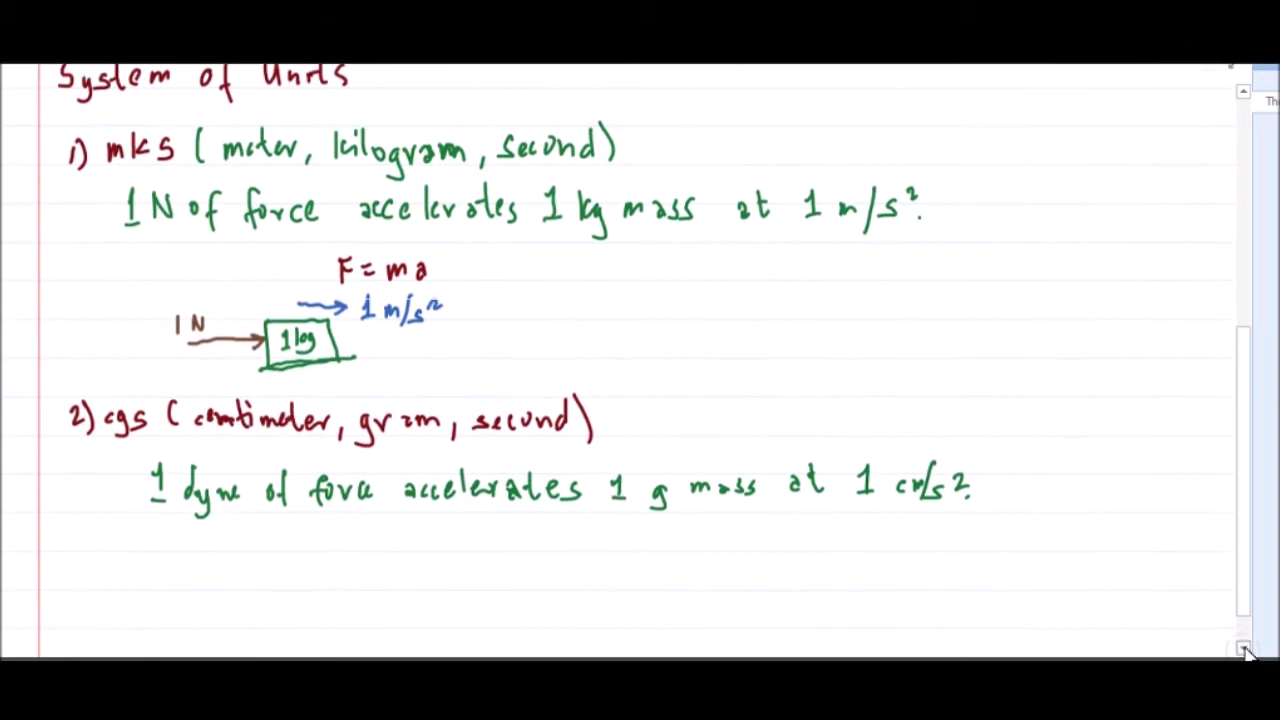 System of Units
1) mks (meter, kilogram, second)
1 N of force accelerates 1 kg mass at 1 m/s².
F = ma
1 m/s²
1 N
1 kg
2) cgs (centimeter, gram, second)
1 dyne of force accelerates 1 g mass at 1 cm/s².